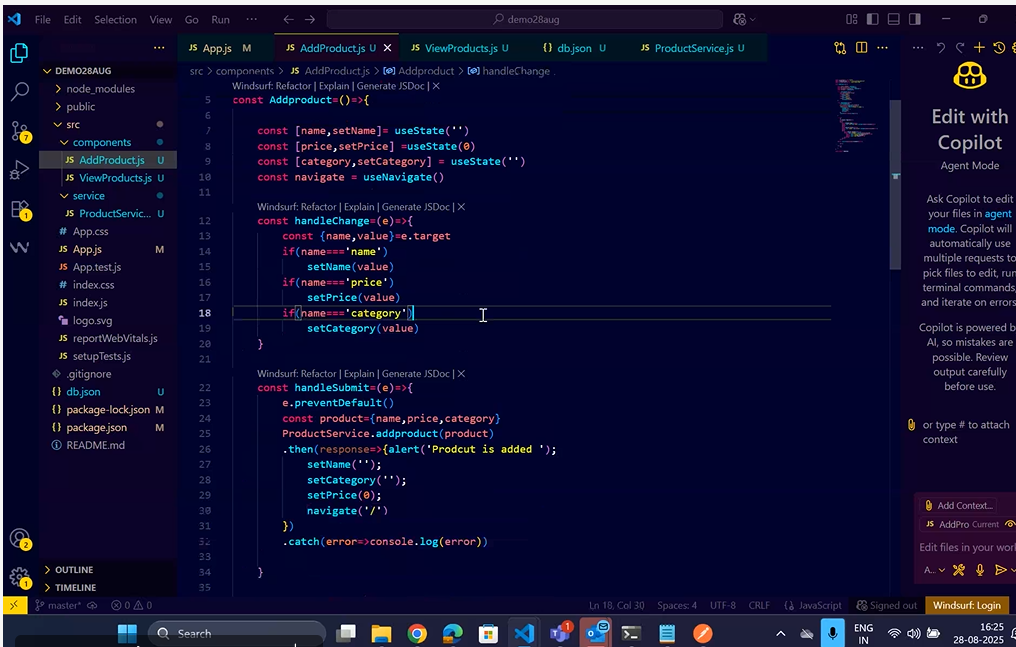 File Edit Selection View Go Run ··· demo28aug
JS App.js M JS AddProduct.js U JS ViewProducts.js U {} db.json U JS ProductService.js U
DEMO28AUG
node_modules
public
src
components
JS AddProduct.js U
JS ViewProducts.js U
service
JS ProductServic... U
# App.css
JS App.js M
JS App.test.js
# index.css
JS index.js
logo.svg
JS reportWebVitals.js
JS setupTests.js
.gitignore
{} db.json U
{} package-lock.json M
{} package.json M
README.md
OUTLINE
TIMELINE
7
1
2
1
src > components > JS AddProduct.js > Addproduct > handleChange
Windsurf: Refactor | Explain | Generate JSDoc | X
5 const Addproduct=()=>{
6
7 const [name,setName]= useState('')
8 const [price,setPrice] =useState(0)
9 const [category,setCategory] = useState('')
10 const navigate = useNavigate()
11
Windsurf: Refactor | Explain | Generate JSDoc | X
12 const handleChange=(e)=>{
13 const {name,value}=e.target
14 if(name==='name')
15 setName(value)
16 if(name==='price')
17 setPrice(value)
18 if(name==='category')
19 setCategory(value)
20 }
21
Windsurf: Refactor | Explain | Generate JSDoc | X
22 const handleSubmit=(e)=>{
23 e.preventDefault()
24 const product={name,price,category}
25 ProductService.addproduct(product)
26 .then(response=>{alert('Prodcut is added ');
27 setName('');
28 setCategory('');
29 setPrice(0);
30 navigate('/')
31 })
32 .catch(error=>console.log(error))
33
34 }
35
Edit with
Copilot
Agent Mode
Ask Copilot to edit
your files in agent
mode. Copilot will
automatically use
multiple requests to
pick files to edit, run
terminal commands,
and iterate on errors
Copilot is powered b
AI, so mistakes are
possible. Review
output carefully
before use.
or type # to attach
context
Add Context...
JS AddPro Current
Edit files in your wor
A...
master* 0 0 Ln 18, Col 30 Spaces: 4 UTF-8 CRLF {} JavaScript Signed out Windsurf: Login
Search 1 ENG 16:25
IN 28-08-2025